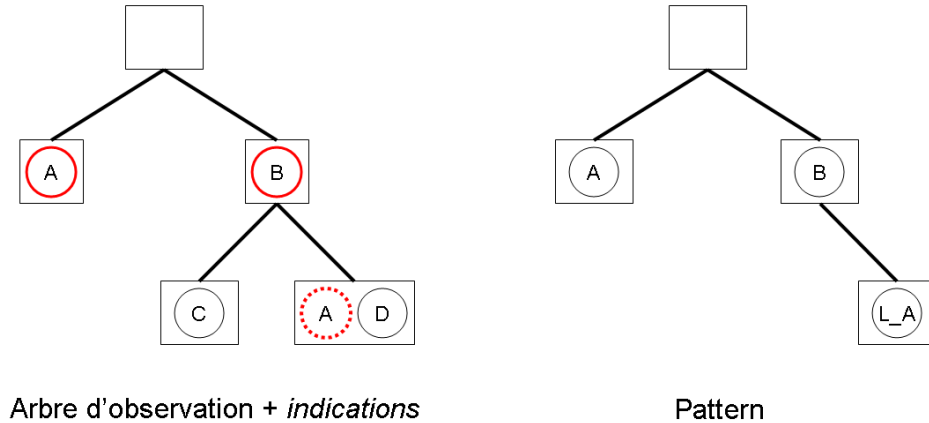 A B A B
C A D L_A
Arbre d'observation + indications Pattern